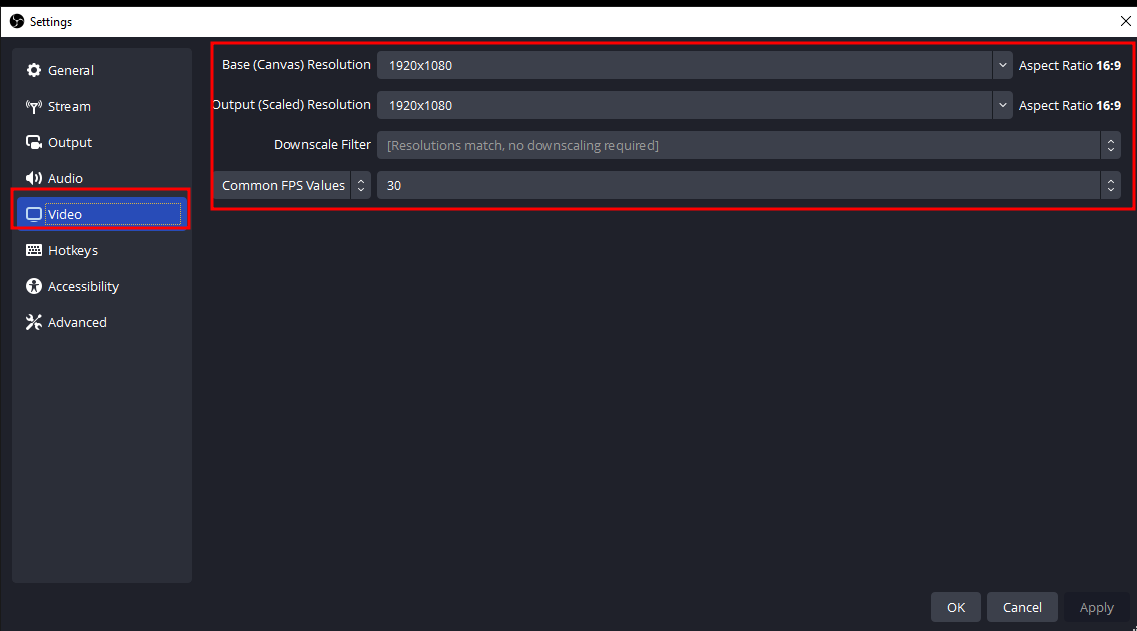 Settings
General
Stream
Output
Audio
Video
Hotkeys
Accessibility
Advanced
Base (Canvas) Resolution 1920x1080 Aspect Ratio 16:9
Output (Scaled) Resolution 1920x1080 Aspect Ratio 16:9
Downscale Filter [Resolutions match, no downscaling required]
Common FPS Values 30
OK Cancel Apply